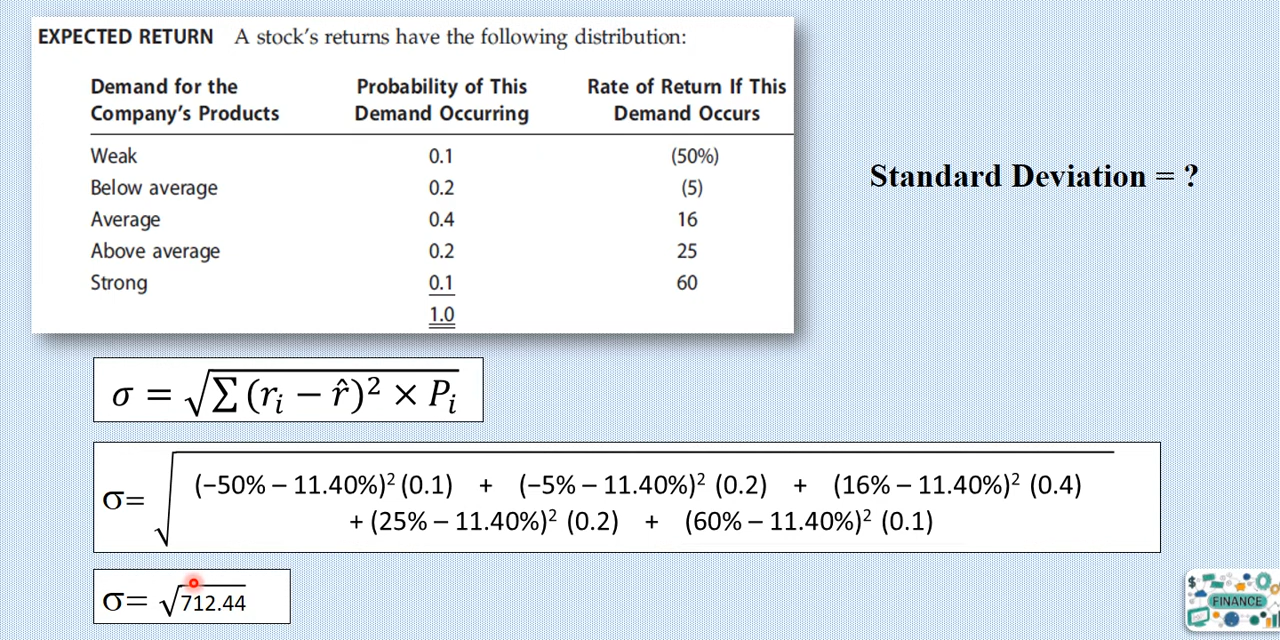 EXPECTED RETURN A stock's returns have the following distribution:
Demand for the Probability of This Rate of Return If This
Company's Products Demand Occurring Demand Occurs
Weak 0.1 (50%)
Below average 0.2 (5)
Average 0.4 16
Above average 0.2 25
Strong 0.1 60
1.0
Standard Deviation = ?
σ = √∑ (rᵢ − r̂)² × Pᵢ
σ= √(−50% – 11.40%)² (0.1) + (−5% – 11.40%)² (0.2) + (16% – 11.40%)² (0.4)
+ (25% – 11.40%)² (0.2) + (60% – 11.40%)² (0.1)
σ= √712.44
$ FINANCE